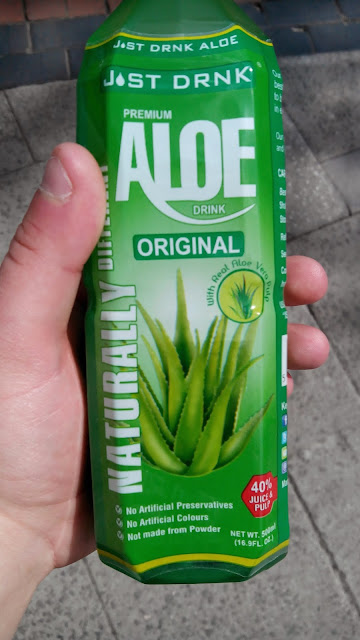 JUST DRNK ALOE
JUST DRNK
PREMIUM
ALOE
DRINK
ORIGINAL
With Real Aloe Vera Pulp
NATURALLY DIFFERENT
40%
JUICE &
PULP
No Artificial Preservatives
No Artificial Colours
Not made from Powder
NET WT. 500ml
(16.9FL. OZ.)